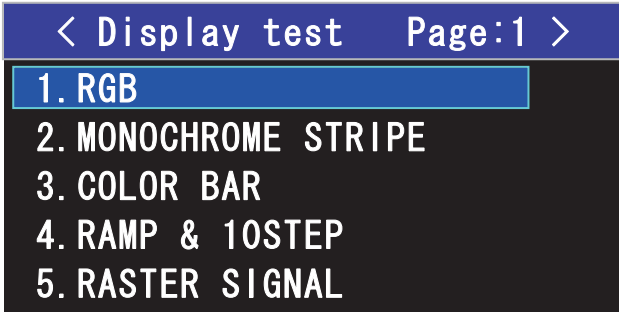 < Display test Page:1 >
1.RGB
2.MONOCHROME STRIPE
3.COLOR BAR
4.RAMP & 10STEP
5.RASTER SIGNAL